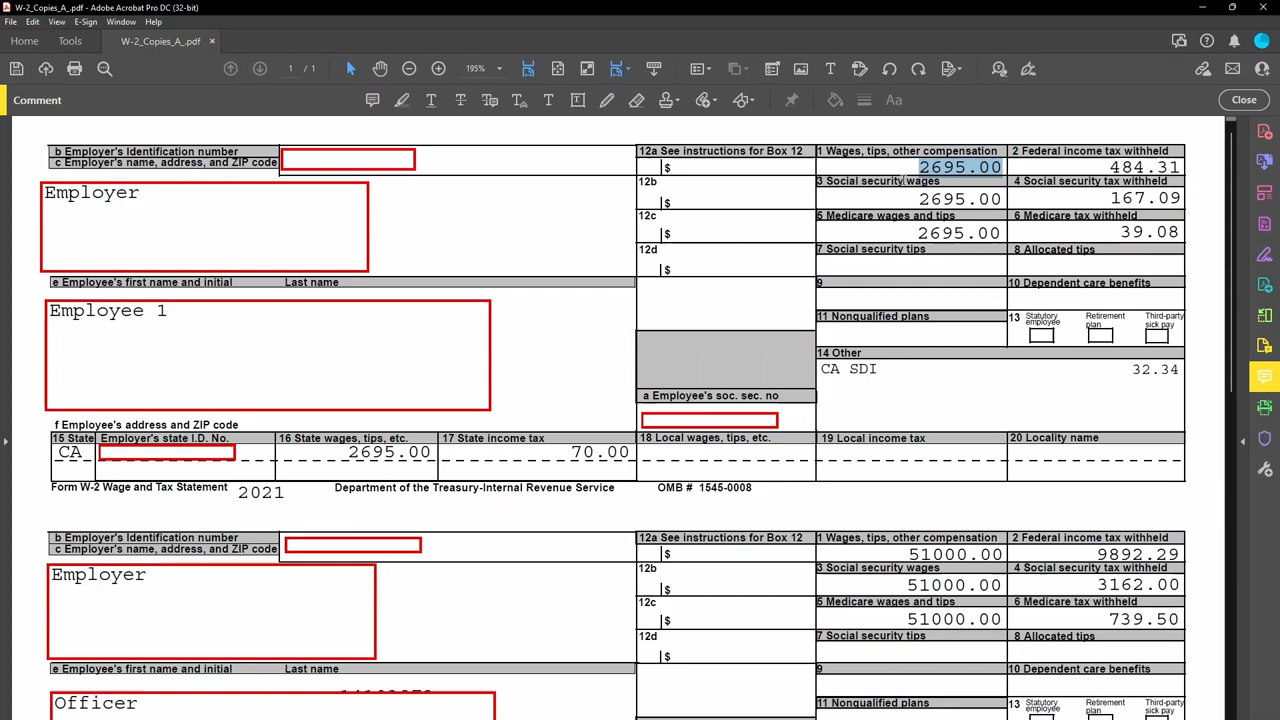 W-2_Copies_A_.pdf - Adobe Acrobat Pro DC (32-bit)
File Edit View E-Sign Window Help
Home Tools W-2_Copies_A_.pdf ×
1 / 1 195%
Comment Close
b Employer's Identification number
c Employer's name, address, and ZIP code
12a See instructions for Box 12
1 Wages, tips, other compensation
2 Federal income tax withheld
$ 2695.00 484.31
Employer
12b
3 Social security wages
4 Social security tax withheld
$ 2695.00 167.09
12c
5 Medicare wages and tips
6 Medicare tax withheld
$ 2695.00 39.08
12d
7 Social security tips
8 Allocated tips
$
e Employee's first name and initial Last name
9
10 Dependent care benefits
Employee 1
11 Nonqualified plans
13 Statutory employee
Retirement plan
Third-party sick pay
14 Other
CA SDI 32.34
a Employee's soc. sec. no
f Employee's address and ZIP code
15 State Employer's state I.D. No. 16 State wages, tips, etc. 17 State income tax 18 Local wages, tips, etc. 19 Local income tax 20 Locality name
CA 2695.00 70.00
Form W-2 Wage and Tax Statement 2021 Department of the Treasury-Internal Revenue Service OMB # 1545-0008
b Employer's Identification number
c Employer's name, address, and ZIP code
12a See instructions for Box 12
1 Wages, tips, other compensation
2 Federal income tax withheld
$ 51000.00 9892.29
Employer
12b
3 Social security wages
4 Social security tax withheld
$ 51000.00 3162.00
12c
5 Medicare wages and tips
6 Medicare tax withheld
$ 51000.00 739.50
12d
7 Social security tips
8 Allocated tips
$
e Employee's first name and initial Last name
9
10 Dependent care benefits
Officer
11 Nonqualified plans
13 Statutory employee
Retirement plan
Third-party sick pay